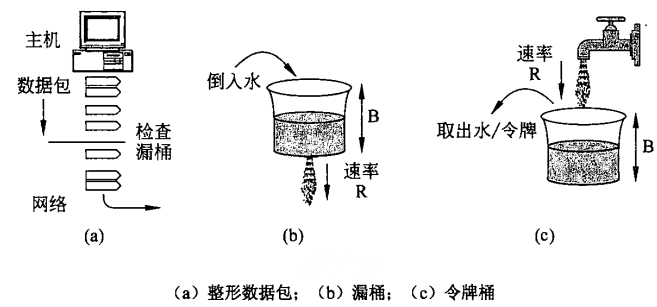 主机
数据包
检查
漏桶
网络
(a)
倒入水
B
速率
R
(b)
速率
R
取出水/令牌
B
(c)
（a）整形数据包；（b）漏桶；（c）令牌桶